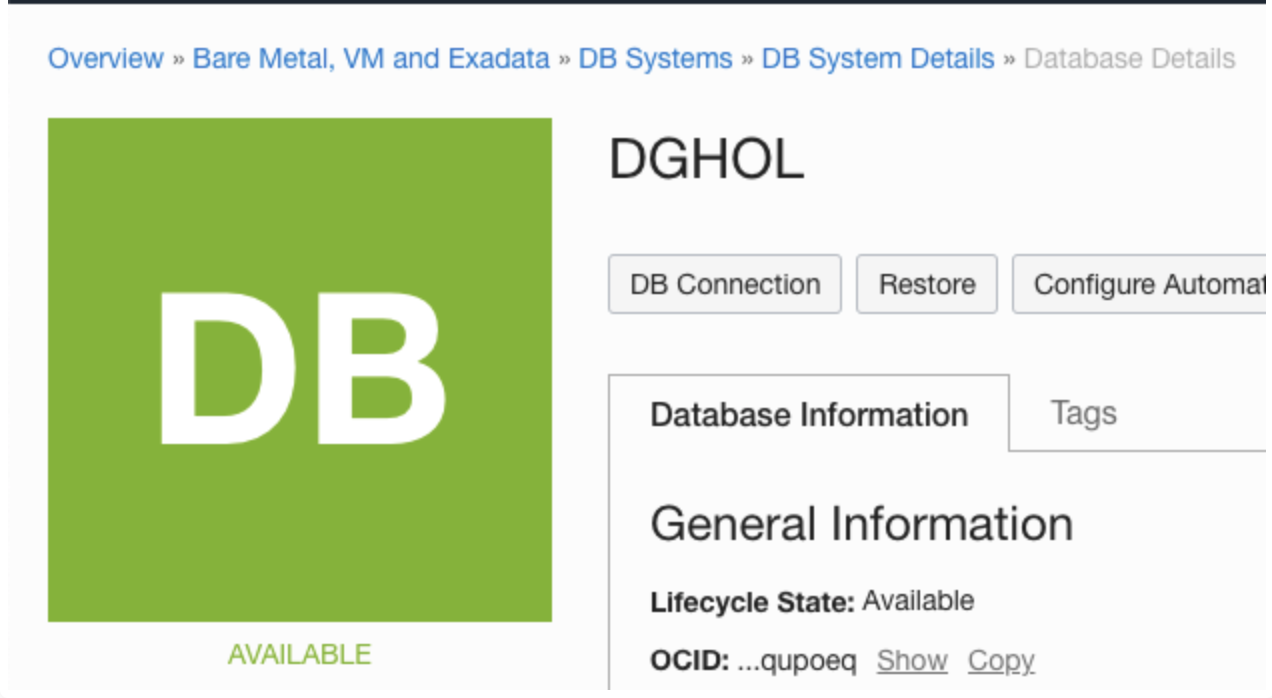 Overview » Bare Metal, VM and Exadata » DB Systems » DB System Details » Database Details
DB
AVAILABLE
DGHOL
DB Connection Restore Configure Automat
Database Information Tags
General Information
Lifecycle State: Available
OCID: ...qupoeq Show Copy